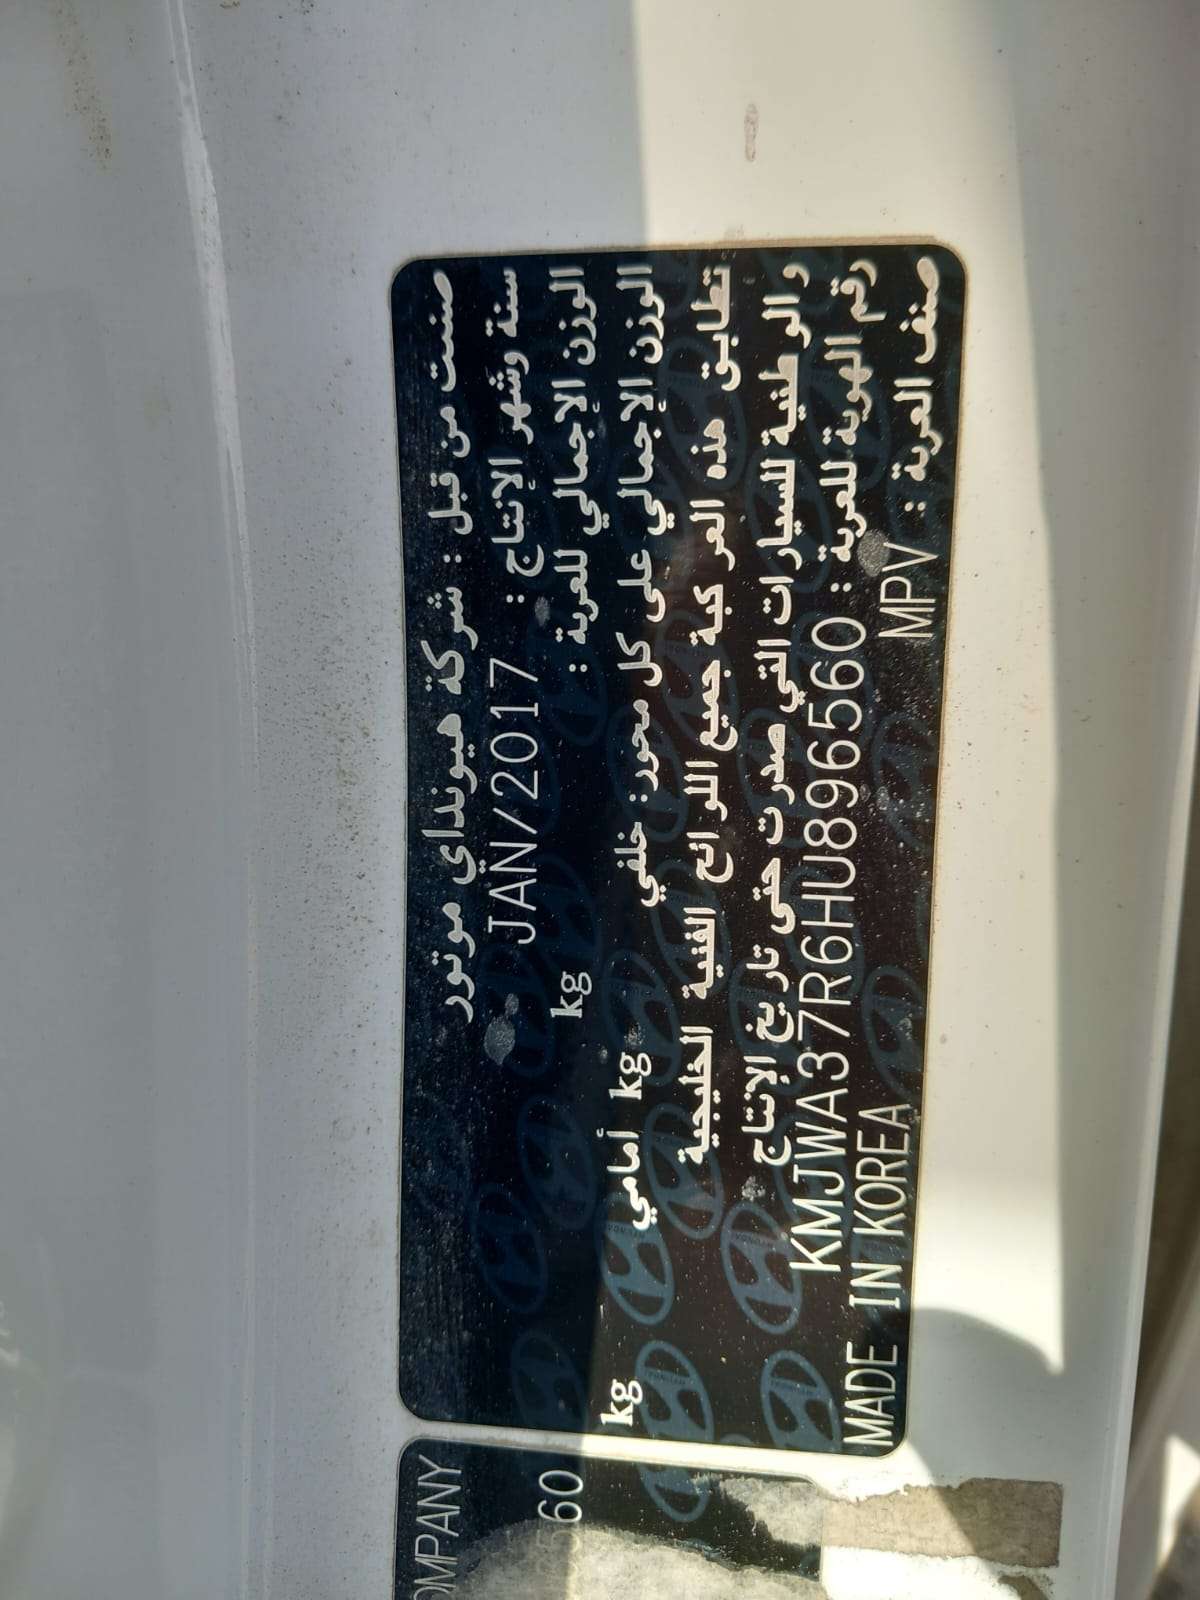 صنعت من قبل : شركة هيونداي موتور
سنة وشهر الإنتاج : JAN/2017
الوزن الإجمالي للعربة : kg
الوزن الإجمالي على كل محور: خلفي kg أمامي kg
تطابق هذه المركبة جميع اللوائح الفنية الخليجية
والوطنية للسيارات التي صدرت حتى تاريخ الإنتاج
رقم الهوية للعربة : KMJWA37R6HU896560
صنف العربة : MPV MADE IN KOREA
OMPANY
560